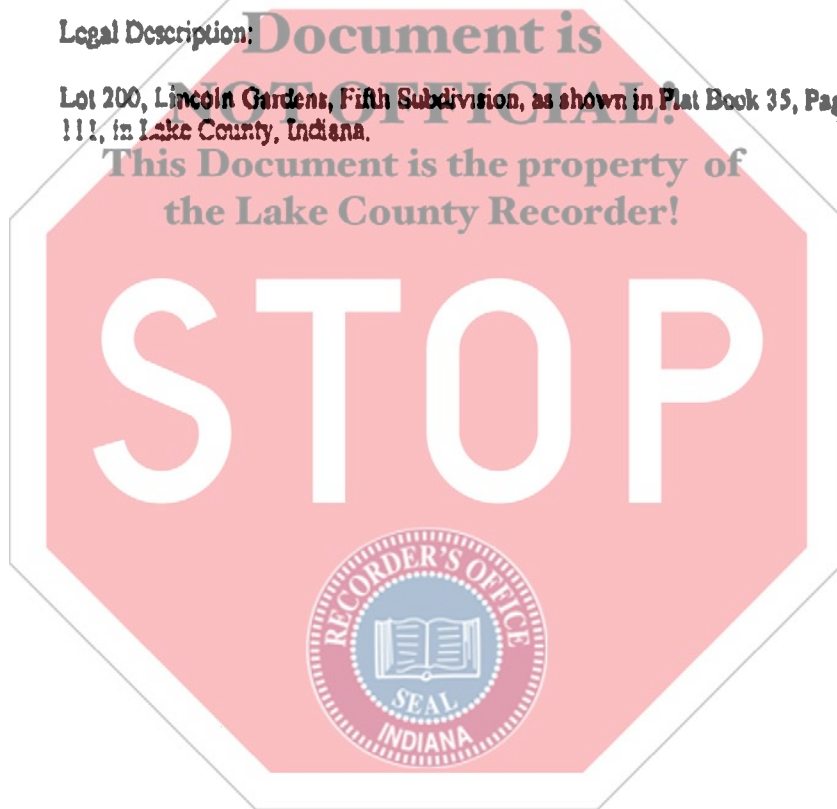 Legal Description:
Document is
NOT OFFICIAL!
Lot 200, Lincoln Gardens, Fifth Subdivision, as shown in Plat Book 35, Pag
111, in Lake County, Indiana.
This Document is the property of
the Lake County Recorder!
STOP
RECORDER'S OFFICE
SEAL
INDIANA